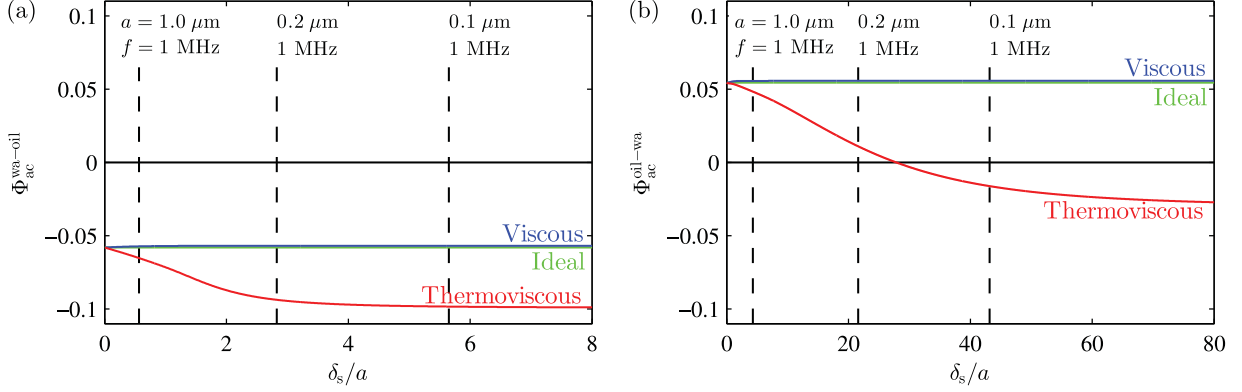 (a)
a = 1.0 μm 0.2 μm 0.1 μm
f = 1 MHz 1 MHz 1 MHz
0.1
0.05
0
−0.05
−0.1
Φ_ac^wa−oil
Viscous
Ideal
Thermoviscous
0 2 4 6 8
δ_s/a
(b)
a = 1.0 μm 0.2 μm 0.1 μm
f = 1 MHz 1 MHz 1 MHz
0.1
0.05
0
−0.05
−0.1
Φ_ac^oil−wa
Viscous
Ideal
Thermoviscous
0 20 40 60 80
δ_s/a